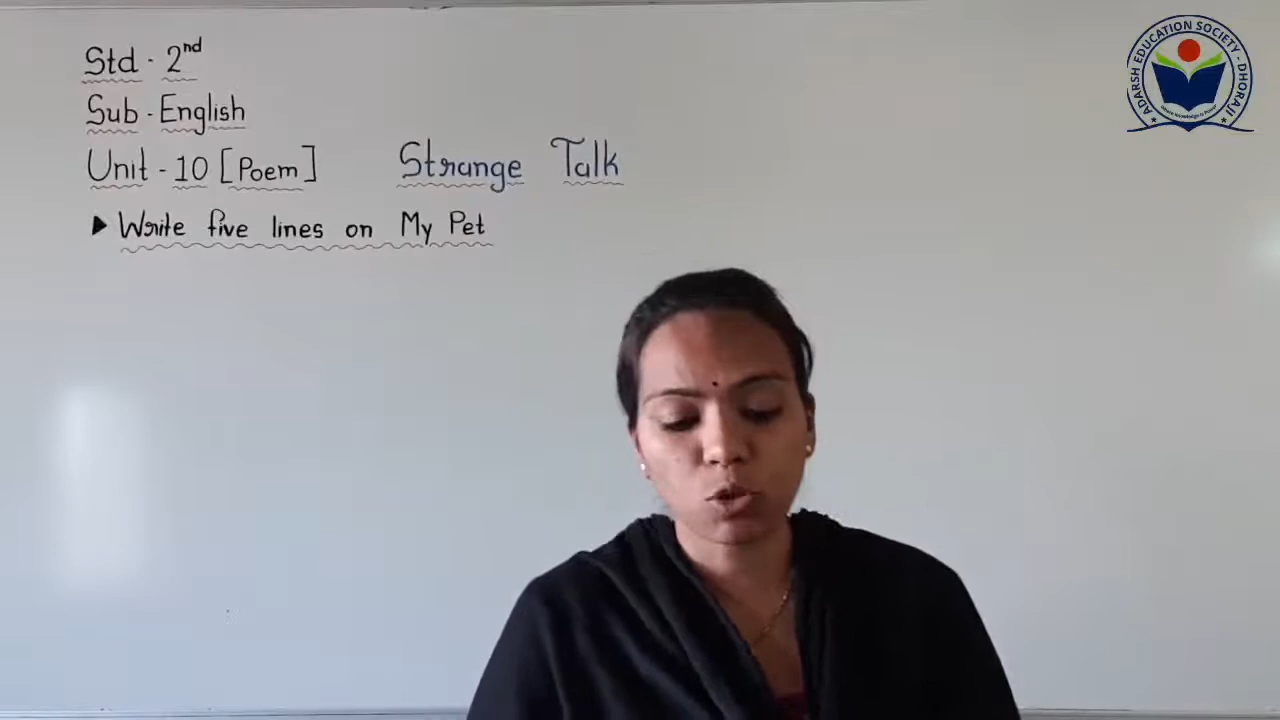 Std - 2nd
Sub - English
Unit - 10 [Poem] Strange Talk
▶ Write five lines on My Pet
ADARSH EDUCATION SOCIETY - DHORAJI